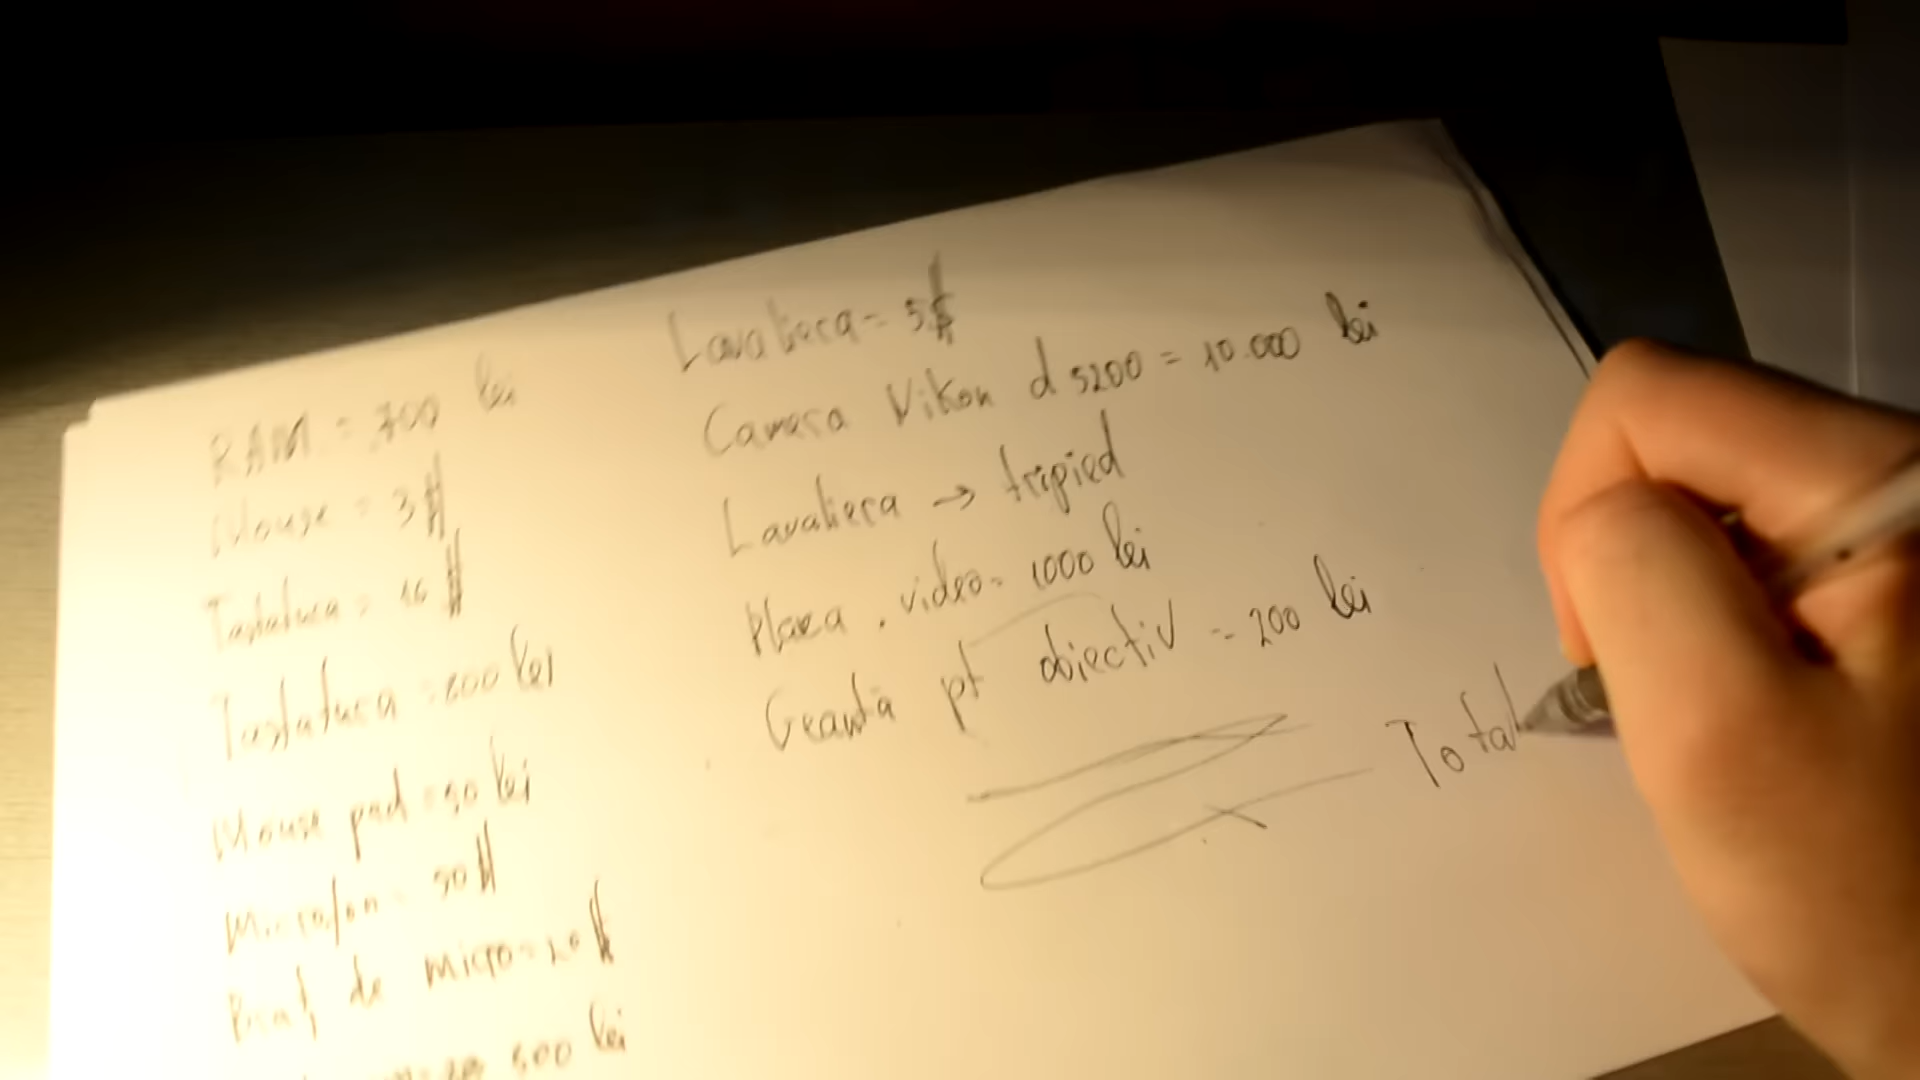 RAM = 700 lei
Mouse = 3 $
Tastatura = 16 $
Tastatura = 200 lei
Mouse pad = 50 lei
Microfon = 50 $
Braț de micro = 20 $
500 lei
Lavaliera = 5 $
Camera Nikon d 5200 = 10.000 lei
Lavaliera → tripied
Placa . video = 1000 lei
Geantă pt obiectiv = 200 lei
Total